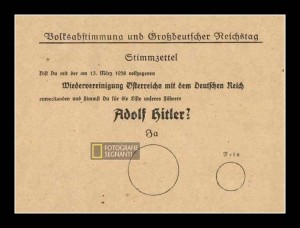 Volksabstimmung und Großdeutscher Reichstag
Stimmzettel
Bist Du mit der am 13. März 1938 vollzogenen
Wiedervereinigung Österreichs mit dem Deutschen Reich
einverstanden und stimmst Du für die Liste unseres Führers
Adolf Hitler?
Ja
Nein
FOTOGRAFIE
SEGNANTI